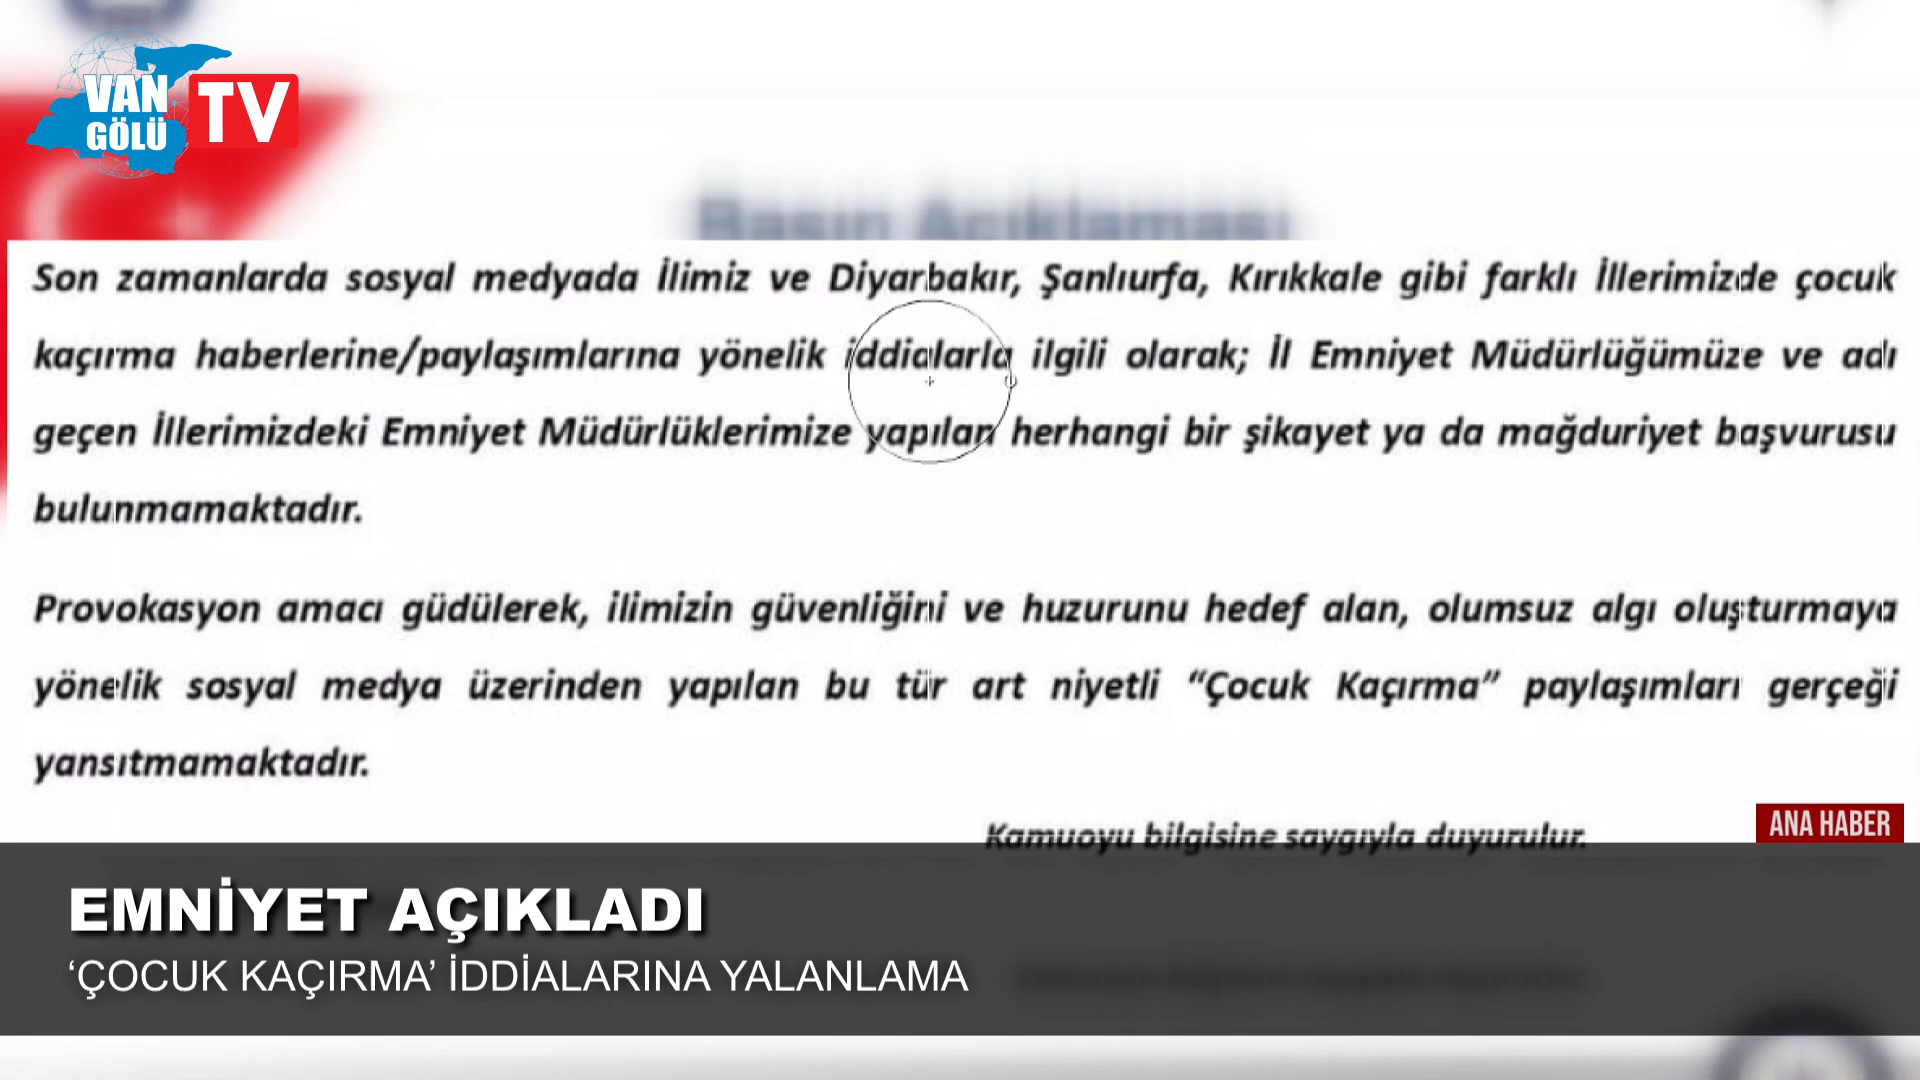 VAN
GÖLÜ
TV
Basın Açıklaması
Son zamanlarda sosyal medyada İlimiz ve Diyarbakır, Şanlıurfa, Kırıkkale gibi farklı İllerimizde çocuk
kaçırma haberlerine/paylaşımlarına yönelik iddialarla ilgili olarak; İl Emniyet Müdürlüğümüze ve adı
geçen İllerimizdeki Emniyet Müdürlüklerimize yapılan herhangi bir şikayet ya da mağduriyet başvurusu
bulunmamaktadır.
Provokasyon amacı güdülerek, ilimizin güvenliğini ve huzurunu hedef alan, olumsuz algı oluşturmaya
yönelik sosyal medya üzerinden yapılan bu tür art niyetli “Çocuk Kaçırma” paylaşımları gerçeği
yansıtmamaktadır.
Kamuoyu bilgisine saygıyla duyurulur.
ANA HABER
EMNİYET AÇIKLADI
‘ÇOCUK KAÇIRMA’ İDDİALARINA YALANLAMA